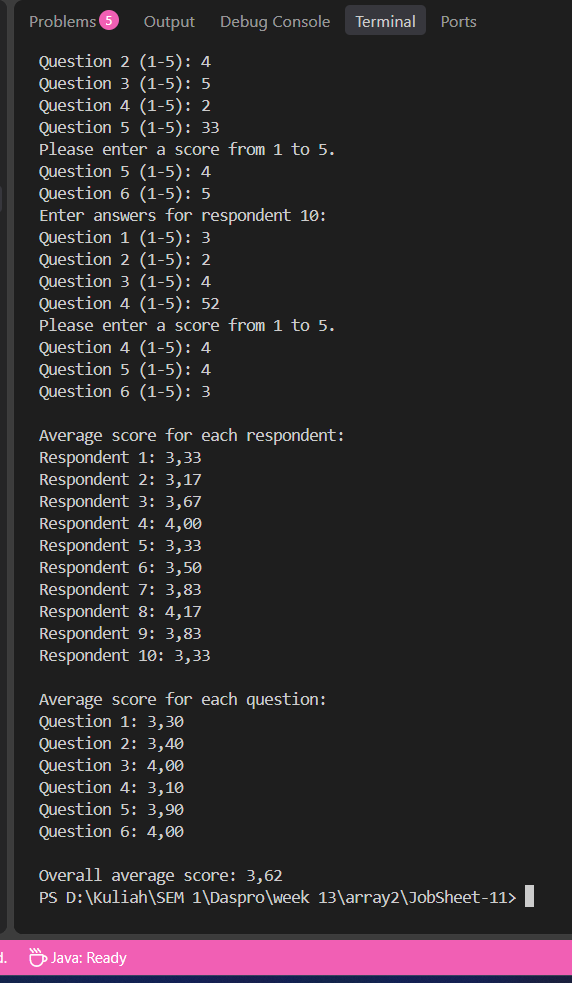 Problems 5 Output Debug Console Terminal Ports
Question 2 (1-5): 4
Question 3 (1-5): 5
Question 4 (1-5): 2
Question 5 (1-5): 33
Please enter a score from 1 to 5.
Question 5 (1-5): 4
Question 6 (1-5): 5
Enter answers for respondent 10:
Question 1 (1-5): 3
Question 2 (1-5): 2
Question 3 (1-5): 4
Question 4 (1-5): 52
Please enter a score from 1 to 5.
Question 4 (1-5): 4
Question 5 (1-5): 4
Question 6 (1-5): 3
Average score for each respondent:
Respondent 1: 3,33
Respondent 2: 3,17
Respondent 3: 3,67
Respondent 4: 4,00
Respondent 5: 3,33
Respondent 6: 3,50
Respondent 7: 3,83
Respondent 8: 4,17
Respondent 9: 3,83
Respondent 10: 3,33
Average score for each question:
Question 1: 3,30
Question 2: 3,40
Question 3: 4,00
Question 4: 3,10
Question 5: 3,90
Question 6: 4,00
Overall average score: 3,62
PS D:\Kuliah\SEM 1\Daspro\week 13\array2\JobSheet-11>
d. Java: Ready